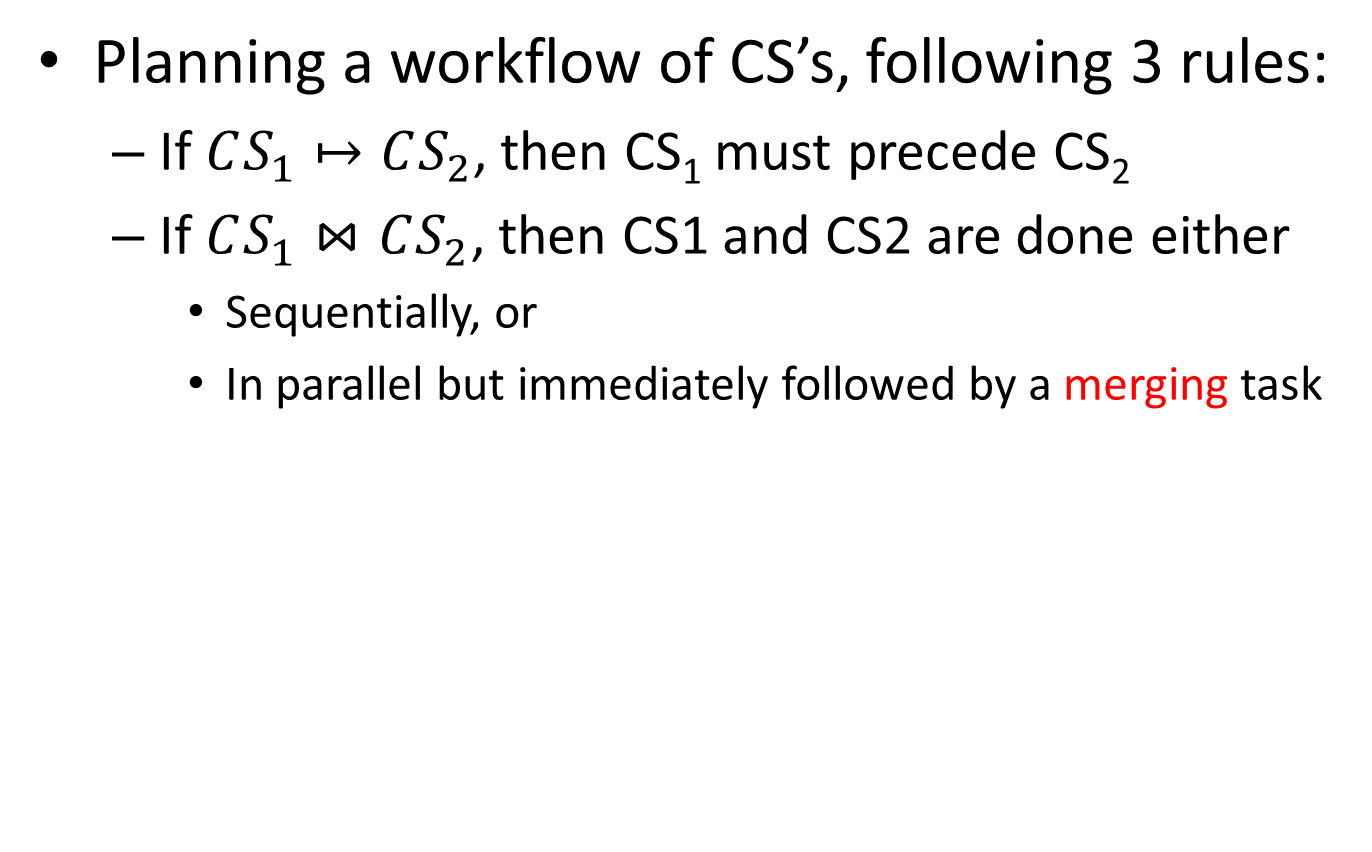 • Planning a workflow of CS’s, following 3 rules:
– If 𝐶𝑆₁ ↦ 𝐶𝑆₂, then CS₁ must precede CS₂
– If 𝐶𝑆₁ ⋈ 𝐶𝑆₂, then CS1 and CS2 are done either
• Sequentially, or
• In parallel but immediately followed by a merging task